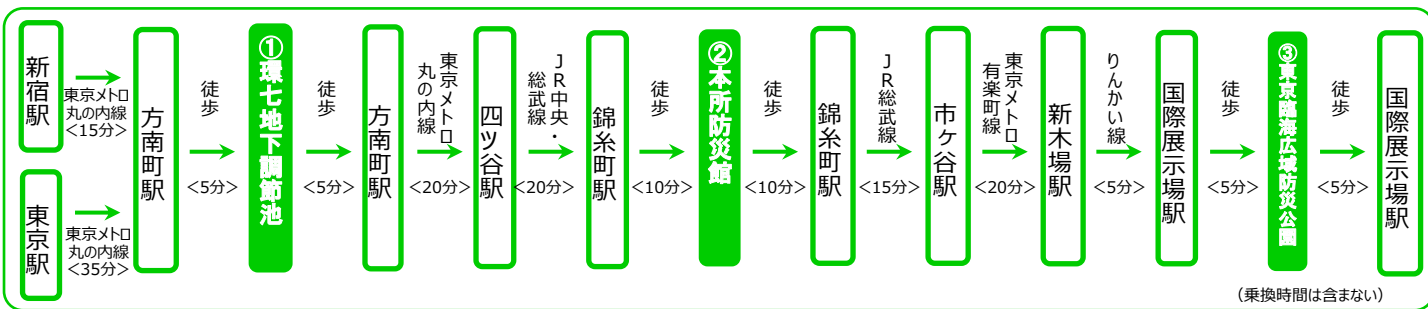 新宿駅
東京メトロ
丸の内線
<15分>
東京駅
東京メトロ
丸の内線
<35分>
方南町駅
徒歩
<5分>
①環七地下調節池
徒歩
<5分>
方南町駅
東京メトロ
丸の内線
<20分>
四ツ谷駅
JR中央・
総武線
<20分>
錦糸町駅
徒歩
<10分>
②本所防災館
徒歩
<10分>
錦糸町駅
JR総武線
<15分>
市ヶ谷駅
東京メトロ
有楽町線
<20分>
新木場駅
りんかい線
<5分>
国際展示場駅
徒歩
<5分>
③東京臨海広域防災公園
徒歩
<5分>
国際展示場駅
(乗換時間は含まない)